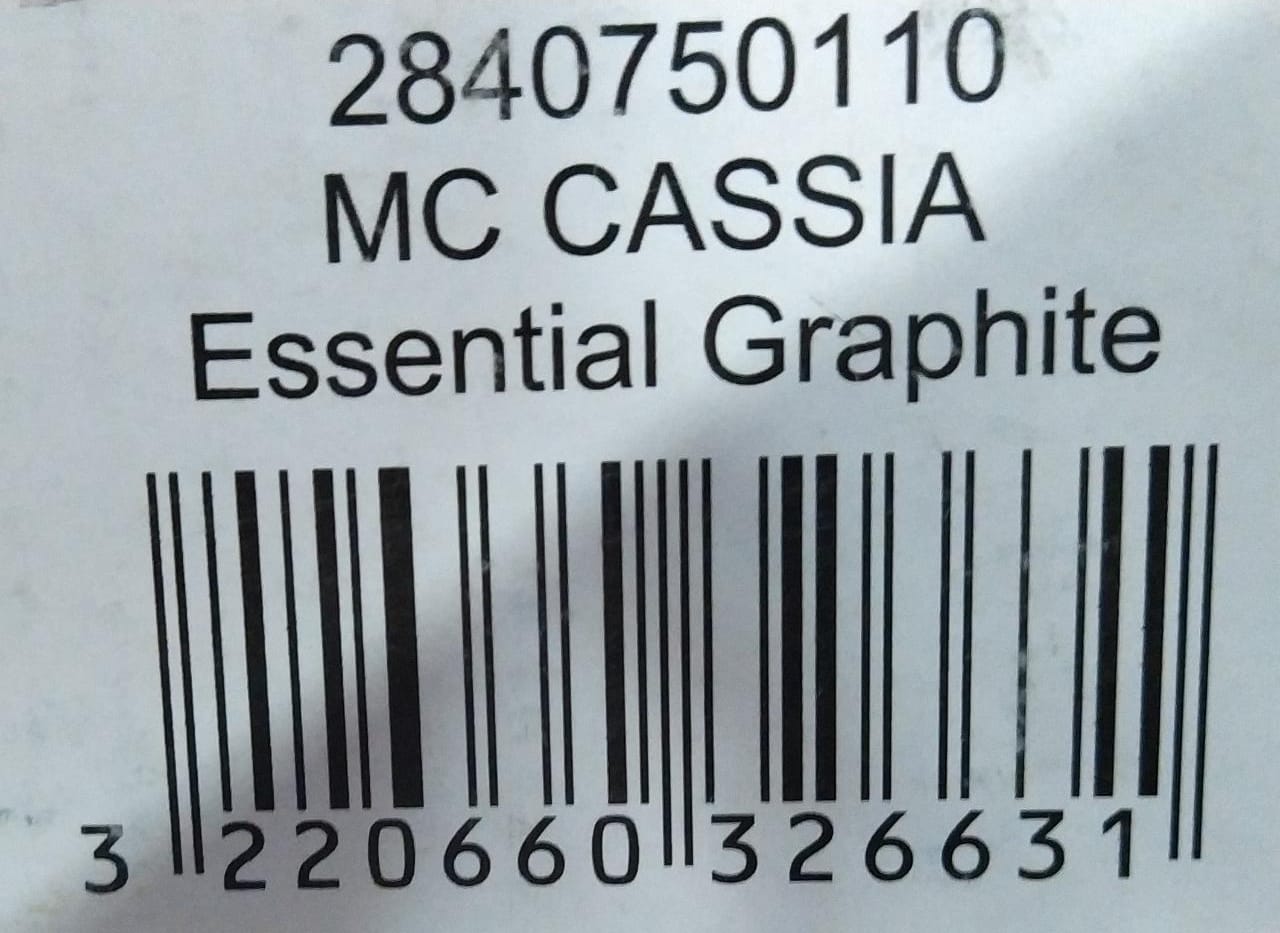 2840750110
MC CASSIA
Essential Graphite
3 220660 326631